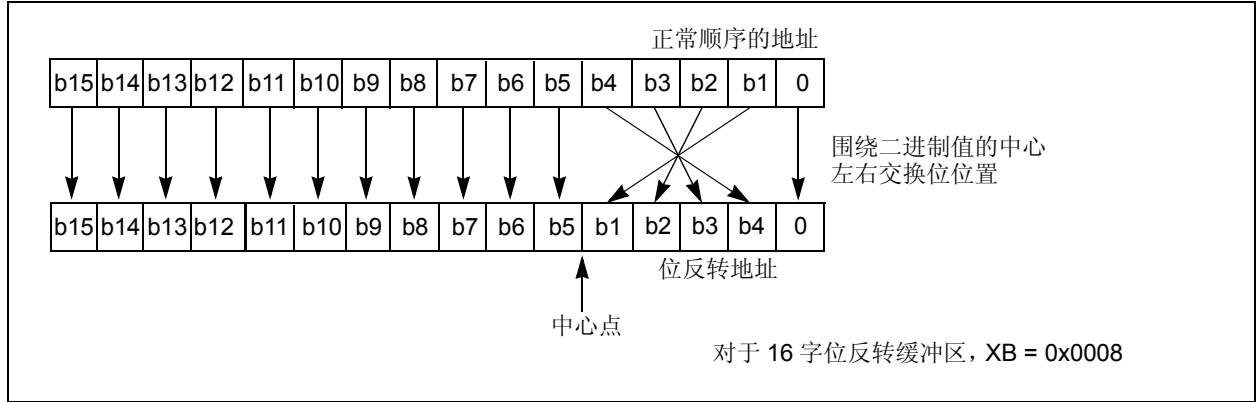 正常顺序的地址
b15 b14 b13 b12 b11 b10 b9 b8 b7 b6 b5 b4 b3 b2 b1 0
围绕二进制值的中心
左右交换位位置
b15 b14 b13 b12 b11 b10 b9 b8 b7 b6 b5 b1 b2 b3 b4 0
位反转地址
中心点
对于 16 字位反转缓冲区，XB = 0x0008